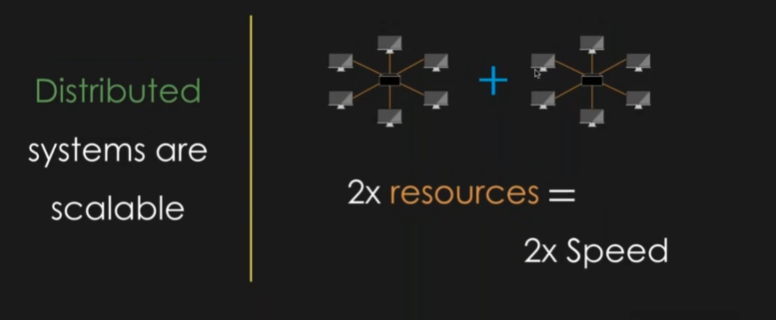 Distributed
systems are
scalable
+
2x resources =
2x Speed